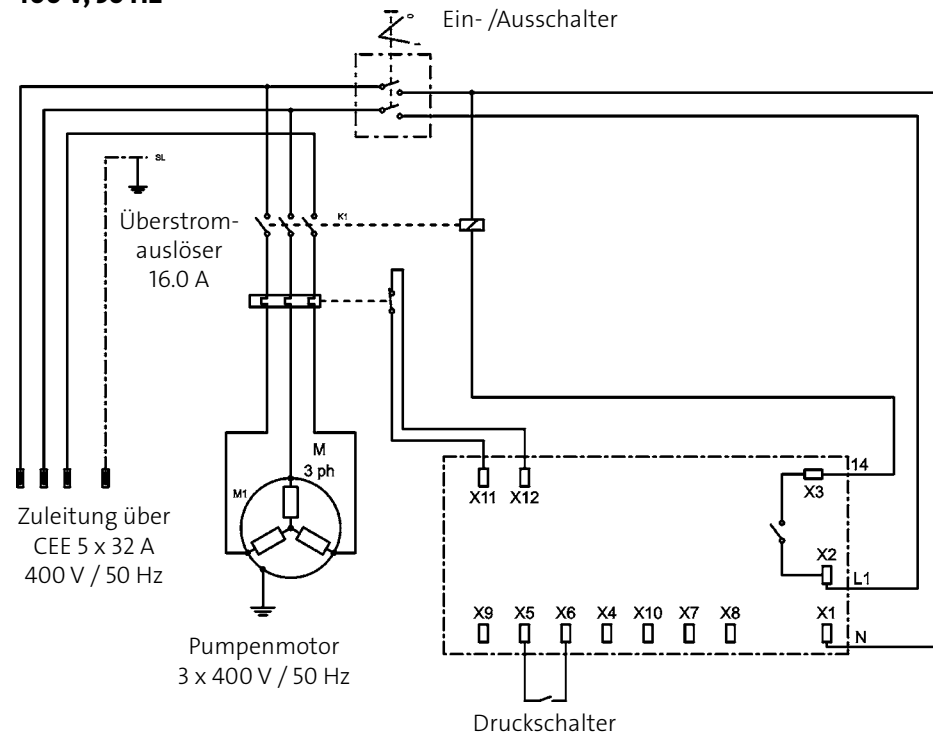 Ein- /Ausschalter
SL
Überstrom-
auslöser
16.0 A
K1
M
3 ph
M1
Zuleitung über
CEE 5 x 32 A
400 V / 50 Hz
Pumpenmotor
3 x 400 V / 50 Hz
X11 X12
X3
14
X2
L1
X9 X5 X6 X4 X10 X7 X8 X1
N
Druckschalter